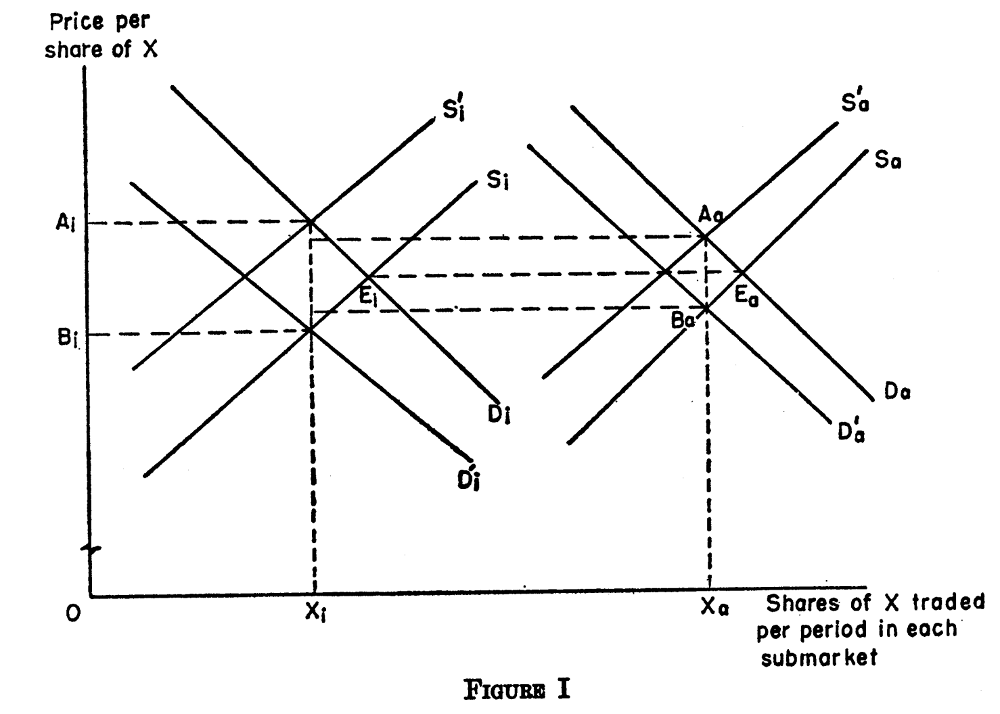 Price per
share of X
S'i
S'a
Sa
Si
Ai
Aa
Ei
Ea
Bi
Ba
Di
Da
D'a
D'i
O
Xi
Xa
Shares of X traded
per period in each
submarket
FIGURE I